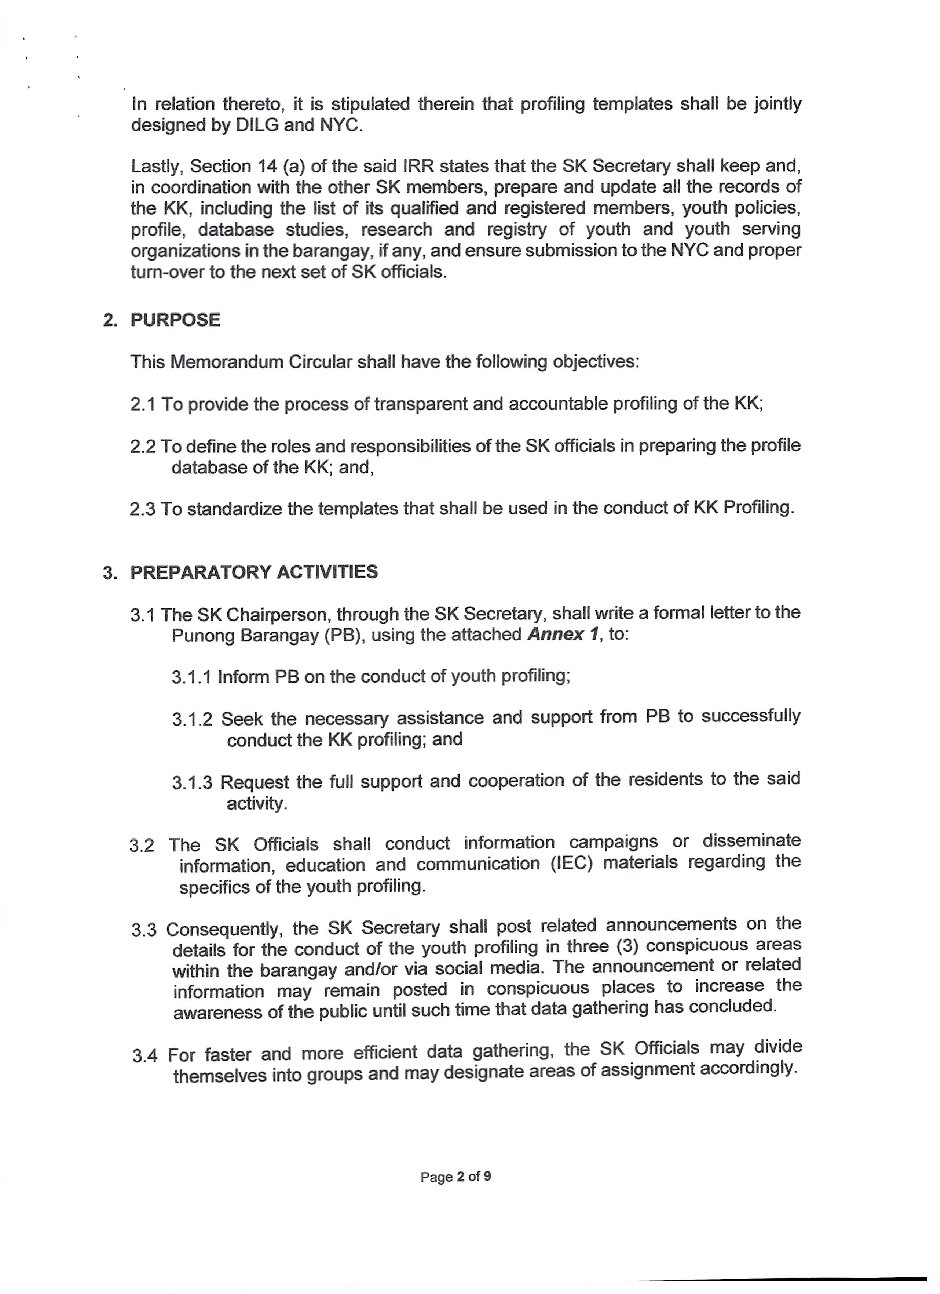 In relation thereto, it is stipulated therein that profiling templates shall be jointly
designed by DILG and NYC.
Lastly, Section 14 (a) of the said IRR states that the SK Secretary shall keep and,
in coordination with the other SK members, prepare and update all the records of
the KK, including the list of its qualified and registered members, youth policies,
profile, database studies, research and registry of youth and youth serving
organizations in the barangay, if any, and ensure submission to the NYC and proper
turn-over to the next set of SK officials.
2. PURPOSE
This Memorandum Circular shall have the following objectives:
2.1 To provide the process of transparent and accountable profiling of the KK;
2.2 To define the roles and responsibilities of the SK officials in preparing the profile
database of the KK; and,
2.3 To standardize the templates that shall be used in the conduct of KK Profiling.
3. PREPARATORY ACTIVITIES
3.1 The SK Chairperson, through the SK Secretary, shall write a formal letter to the
Punong Barangay (PB), using the attached Annex 1, to:
3.1.1 Inform PB on the conduct of youth profiling;
3.1.2 Seek the necessary assistance and support from PB to successfully
conduct the KK profiling; and
3.1.3 Request the full support and cooperation of the residents to the said
activity.
3.2 The SK Officials shall conduct information campaigns or disseminate
information, education and communication (IEC) materials regarding the
specifics of the youth profiling.
3.3 Consequently, the SK Secretary shall post related announcements on the
details for the conduct of the youth profiling in three (3) conspicuous areas
within the barangay and/or via social media. The announcement or related
information may remain posted in conspicuous places to increase the
awareness of the public until such time that data gathering has concluded.
3.4 For faster and more efficient data gathering, the SK Officials may divide
themselves into groups and may designate areas of assignment accordingly.
Page 2 of 9